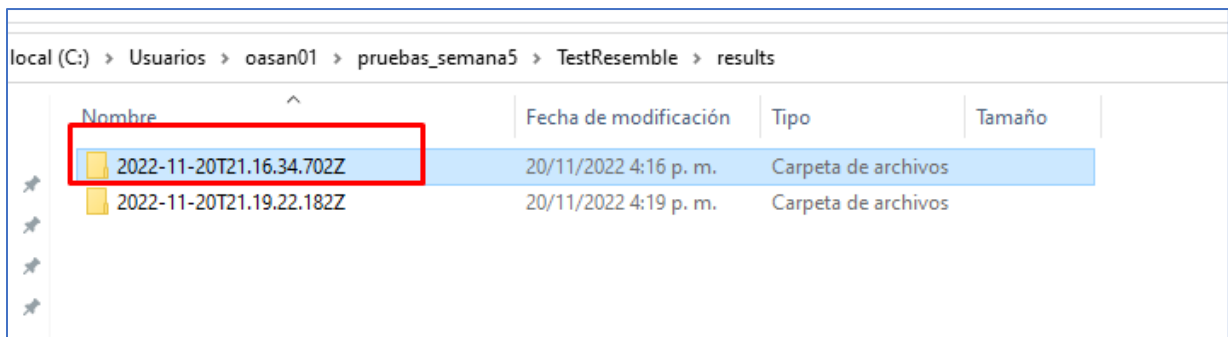 local (C:) > Usuarios > oasan01 > pruebas_semana5 > TestResemble > results
Nombre Fecha de modificación Tipo Tamaño
2022-11-20T21.16.34.702Z 20/11/2022 4:16 p. m. Carpeta de archivos
2022-11-20T21.19.22.182Z 20/11/2022 4:19 p. m. Carpeta de archivos